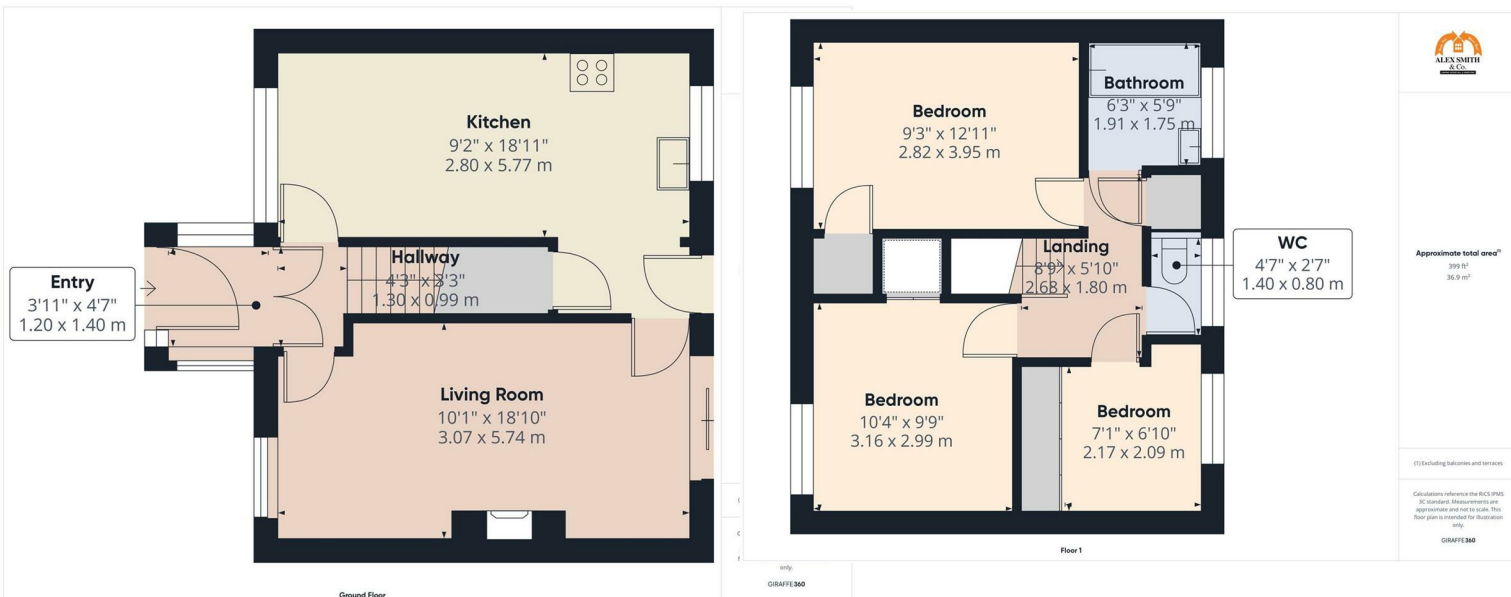 Kitchen
9'2" x 18'11"
2.80 x 5.77 m
Hallway
4'3" x 3'3"
1.30 x 0.99 m
Entry
3'11" x 4'7"
1.20 x 1.40 m
Living Room
10'1" x 18'10"
3.07 x 5.74 m
Ground Floor
only.
GIRAFFE360
Bedroom
9'3" x 12'11"
2.82 x 3.95 m
Bathroom
6'3" x 5'9"
1.91 x 1.75 m
Landing
8'9" x 5'10"
2.68 x 1.80 m
WC
4'7" x 2'7"
1.40 x 0.80 m
Bedroom
10'4" x 9'9"
3.16 x 2.99 m
Bedroom
7'1" x 6'10"
2.17 x 2.09 m
Floor 1
ALEX SMITH
& Co.
Approximate total area(1)
399 ft²
36.9 m²
(1) Excluding balconies and terraces
Calculations reference the RICS IPMS
3C standard. Measurements are
approximate and not to scale. This
floor plan is intended for illustration
only.
GIRAFFE360